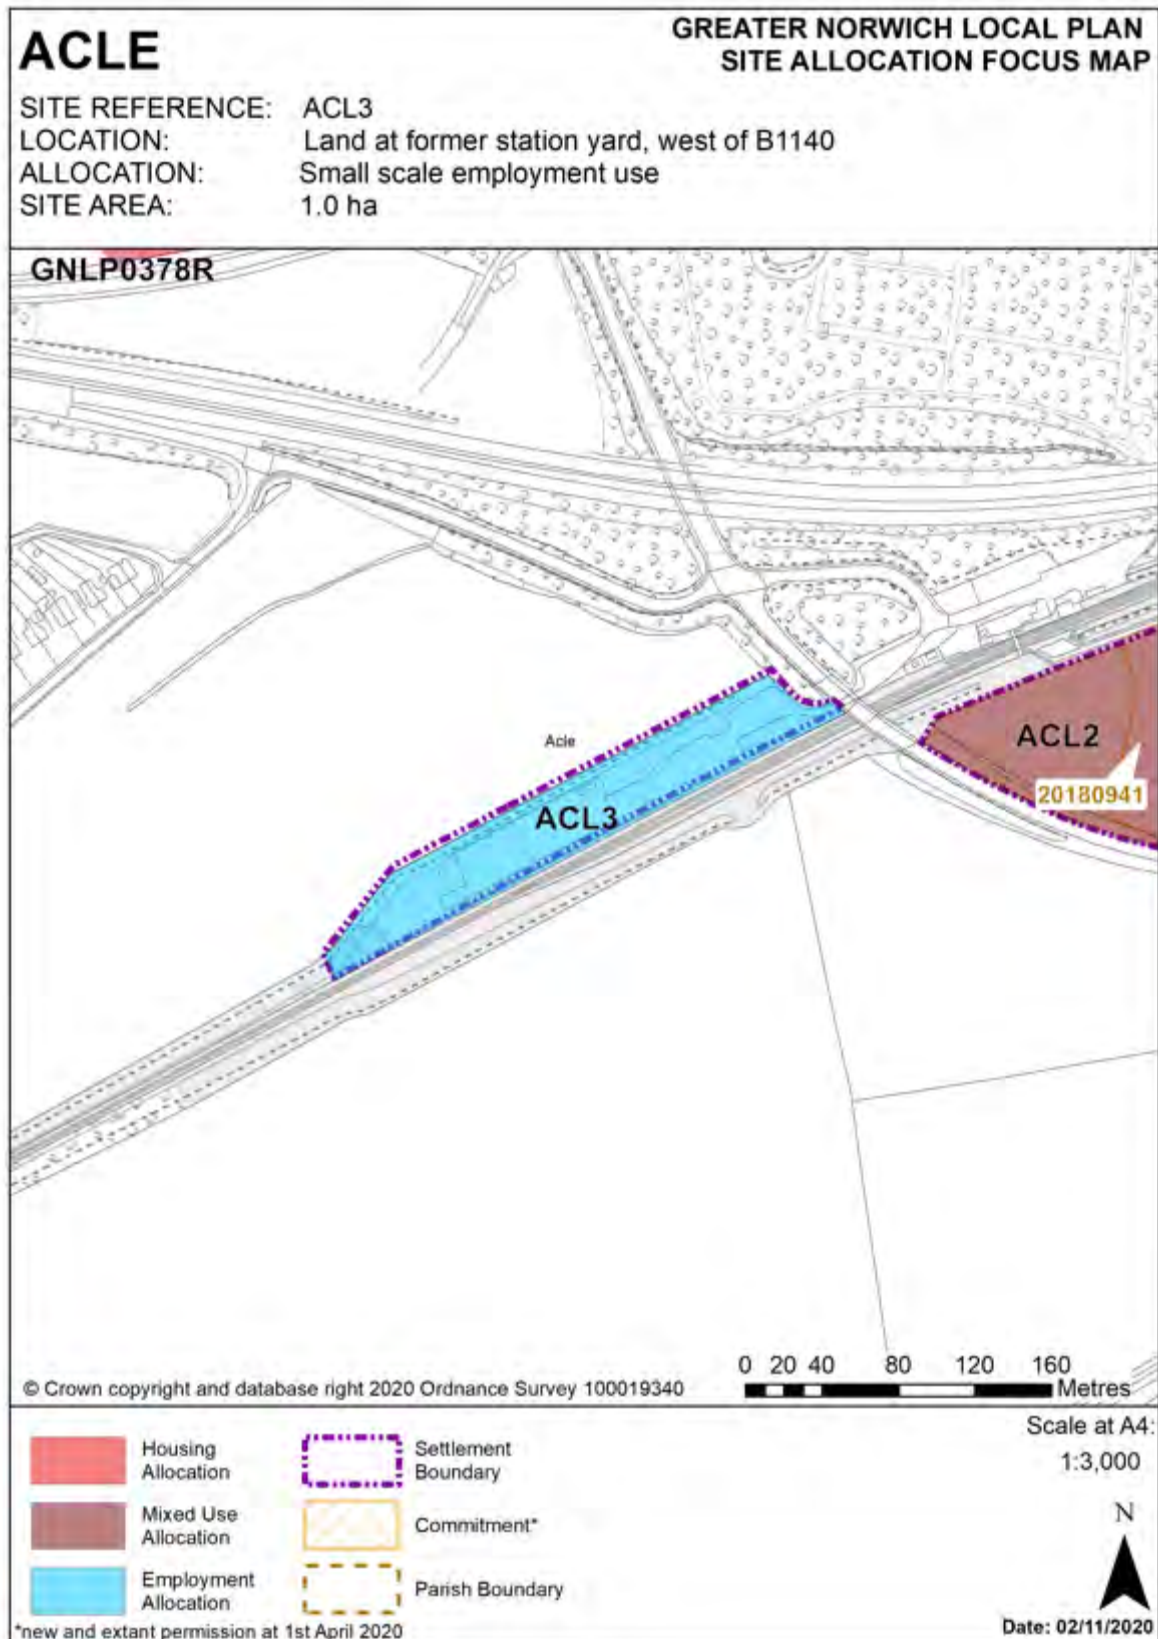 ACLE
GREATER NORWICH LOCAL PLAN
SITE ALLOCATION FOCUS MAP
SITE REFERENCE: ACL3
LOCATION: Land at former station yard, west of B1140
ALLOCATION: Small scale employment use
SITE AREA: 1.0 ha
GNLP0378R
Acle
ACL2
20180941
ACL3
0 20 40 80 120 160
Metres
© Crown copyright and database right 2020 Ordnance Survey 100019340
Housing
Allocation
Settlement
Boundary
Mixed Use
Allocation
Commitment*
Employment
Allocation
Parish Boundary
*new and extant permission at 1st April 2020
Scale at A4:
1:3,000
N
Date: 02/11/2020